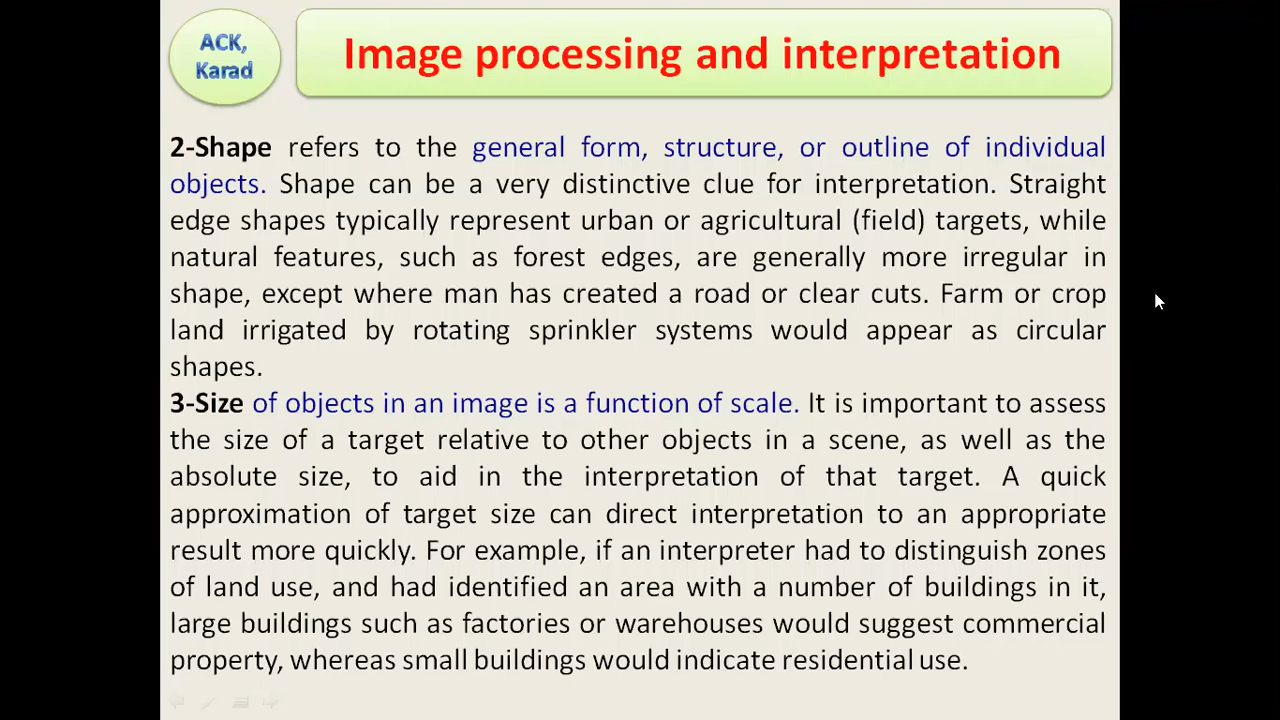 ACK,
Karad
Image processing and interpretation
2-Shape refers to the general form, structure, or outline of individual
objects. Shape can be a very distinctive clue for interpretation. Straight
edge shapes typically represent urban or agricultural (field) targets, while
natural features, such as forest edges, are generally more irregular in
shape, except where man has created a road or clear cuts. Farm or crop
land irrigated by rotating sprinkler systems would appear as circular
shapes.
3-Size of objects in an image is a function of scale. It is important to assess
the size of a target relative to other objects in a scene, as well as the
absolute size, to aid in the interpretation of that target. A quick
approximation of target size can direct interpretation to an appropriate
result more quickly. For example, if an interpreter had to distinguish zones
of land use, and had identified an area with a number of buildings in it,
large buildings such as factories or warehouses would suggest commercial
property, whereas small buildings would indicate residential use.